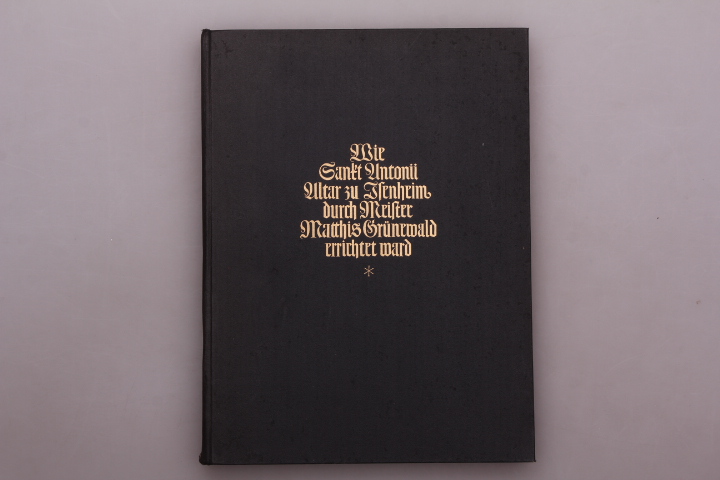 Wie
Sankt Antonii
Altar zu Isenheim
durch Meister
Matthis Grünewald
errichtet ward
*